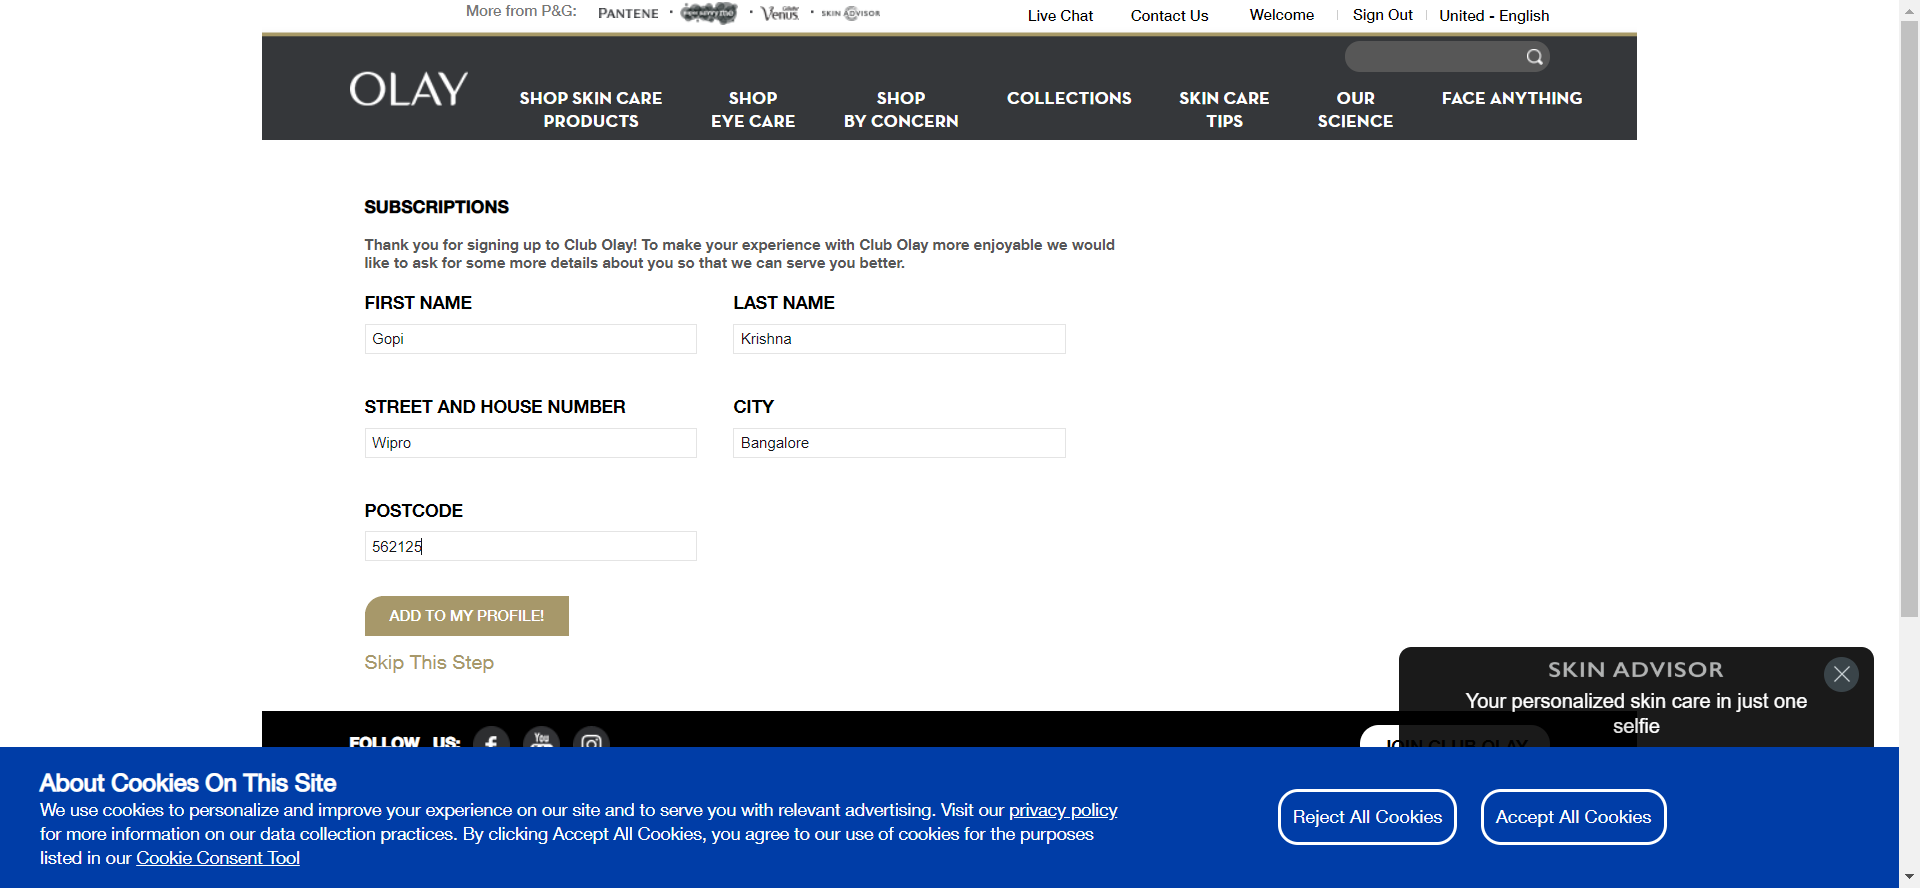 More from P&G: PANTENE · · Venus · SKIN ADVISOR
Live Chat Contact Us Welcome Sign Out United - English
OLAY
SHOP SKIN CARE PRODUCTS
SHOP EYE CARE
SHOP BY CONCERN
COLLECTIONS
SKIN CARE TIPS
OUR SCIENCE
FACE ANYTHING
SUBSCRIPTIONS
Thank you for signing up to Club Olay! To make your experience with Club Olay more enjoyable we would
like to ask for some more details about you so that we can serve you better.
FIRST NAME LAST NAME
Gopi Krishna
STREET AND HOUSE NUMBER CITY
Wipro Bangalore
POSTCODE
562125
ADD TO MY PROFILE!
Skip This Step
SKIN ADVISOR
Your personalized skin care in just one
selfie
FOLLOW US: You JOIN CLUB OLAY
About Cookies On This Site
We use cookies to personalize and improve your experience on our site and to serve you with relevant advertising. Visit our privacy policy
for more information on our data collection practices. By clicking Accept All Cookies, you agree to our use of cookies for the purposes
listed in our Cookie Consent Tool
Reject All Cookies Accept All Cookies